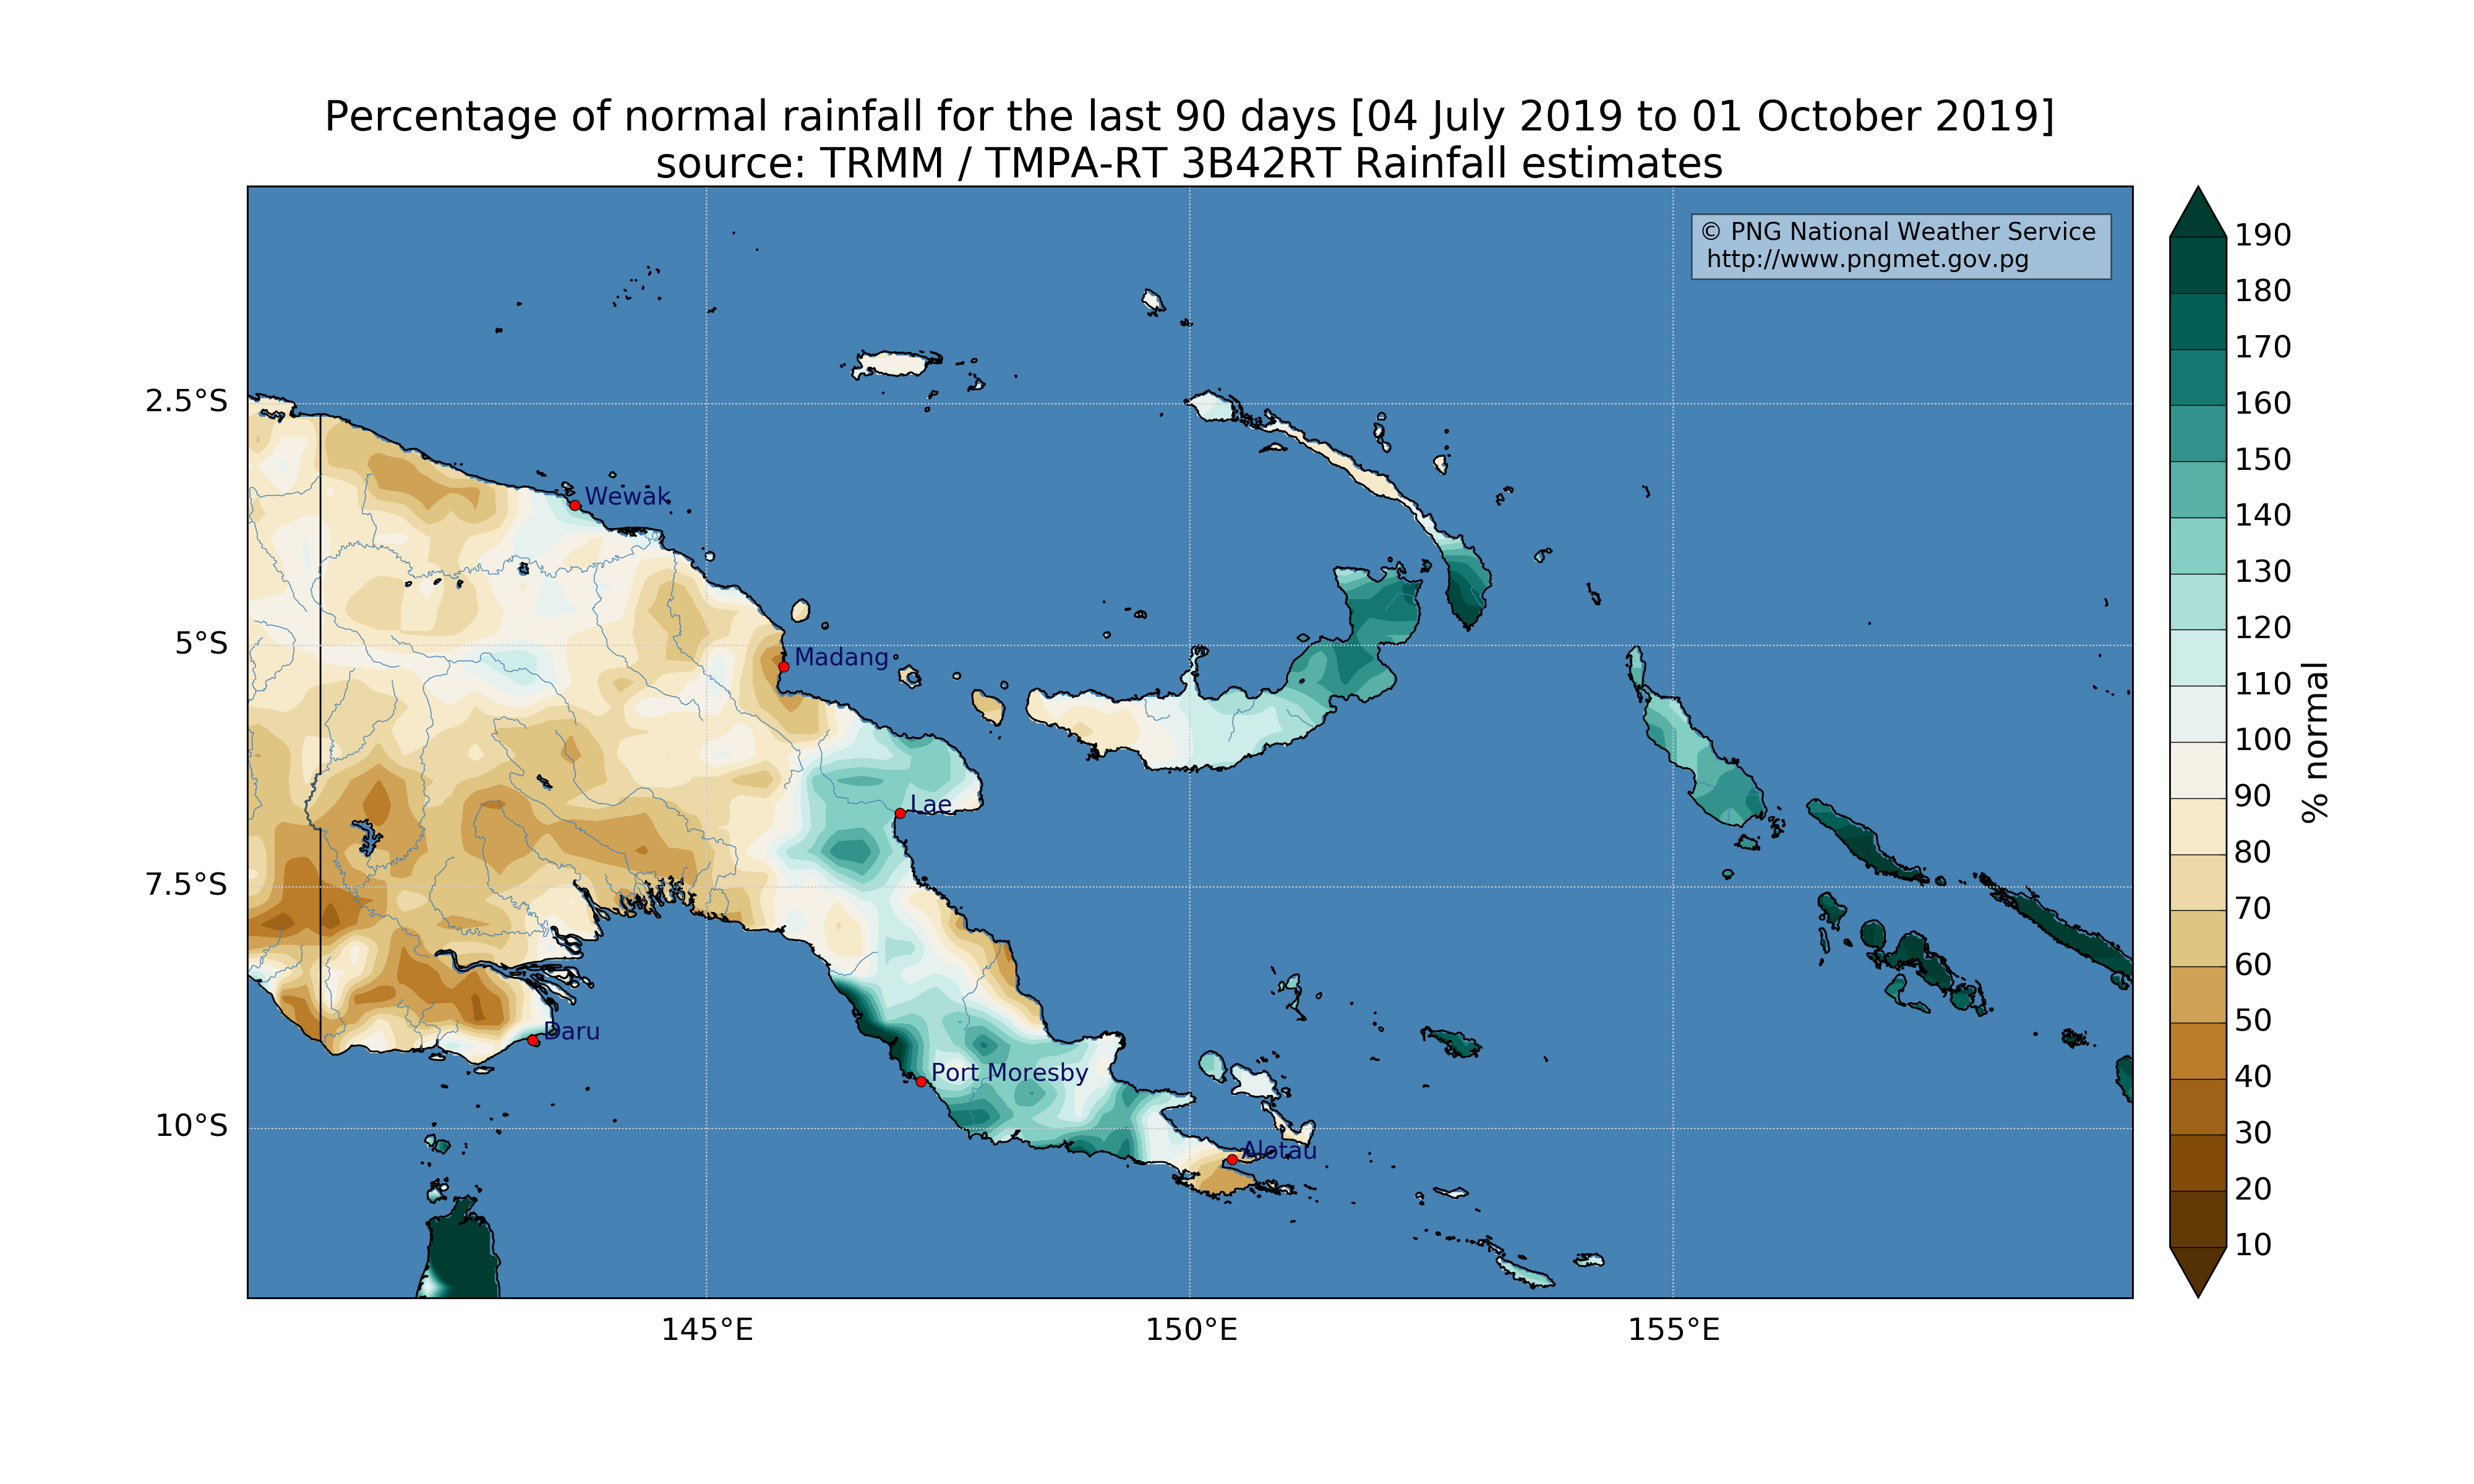 Percentage of normal rainfall for the last 90 days [04 July 2019 to 01 October 2019]
source: TRMM / TMPA-RT 3B42RT Rainfall estimates
© PNG National Weather Service
http://www.pngmet.gov.pg
2.5°S
5°S
7.5°S
10°S
Wewak
Madang
Lae
Daru
Port Moresby
Alotau
145°E
150°E
155°E
190
180
170
160
150
140
130
120
110
100
90
80
70
60
50
40
30
20
10
% normal